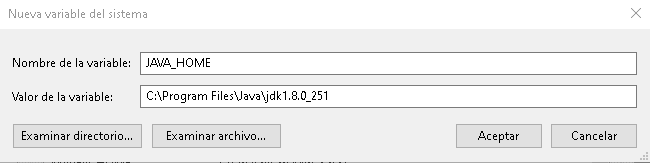 Nueva variable del sistema
Nombre de la variable: JAVA_HOME
Valor de la variable: C:\Program Files\Java\jdk1.8.0_251
Examinar directorio... Examinar archivo... Aceptar Cancelar